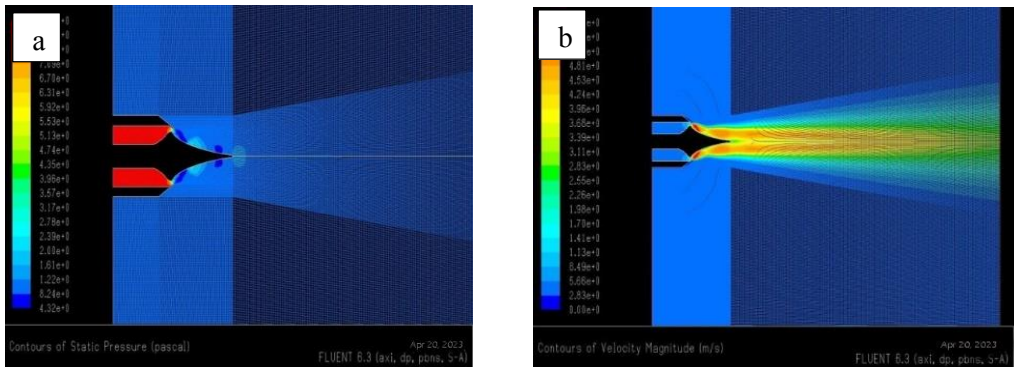 a
7.09e+0
6.70e+0
6.31e+0
5.92e+0
5.53e+0
5.13e+0
4.74e+0
4.35e+0
3.96e+0
3.57e+0
3.17e+0
2.78e+0
2.39e+0
2.00e+0
1.61e+0
1.22e+0
8.24e+0
4.32e+0
Contours of Static Pressure (pascal)
Apr 20, 2023
FLUENT 6.3 (axi, dp, pbns, S-A)
b
4.81e+0
4.53e+0
4.24e+0
3.96e+0
3.68e+0
3.39e+0
3.11e+0
2.83e+0
2.55e+0
2.26e+0
1.98e+0
1.70e+0
1.41e+0
1.13e+0
8.49e+0
5.66e+0
2.83e+0
0.00e+0
Contours of Velocity Magnitude (m/s)
Apr 20, 2023
FLUENT 6.3 (axi, dp, pbns, S-A)